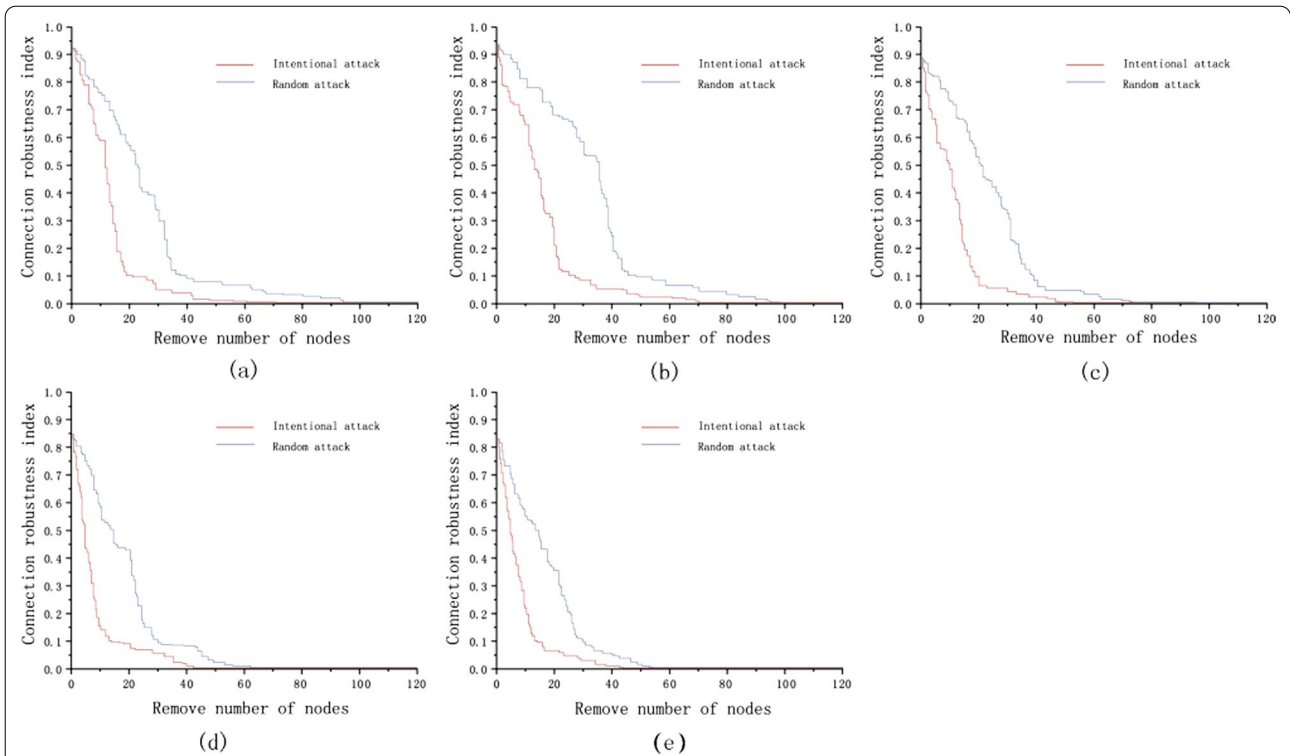 1.0
0.9
0.8
0.7
0.6
0.5
0.4
0.3
0.2
0.1
0.0
Connection robustness index
Intentional attack
Random attack
0 20 40 60 80 100 120
Remove number of nodes
(a)
1.0
0.9
0.8
0.7
0.6
0.5
0.4
0.3
0.2
0.1
0.0
Connection robustness index
Intentional attack
Random attack
0 20 40 60 80 100 120
Remove number of nodes
(b)
1.0
0.9
0.8
0.7
0.6
0.5
0.4
0.3
0.2
0.1
0.0
Connection robustness index
Intentional attack
Random attack
0 20 40 60 80 100 120
Remove number of nodes
(c)
1.0
0.9
0.8
0.7
0.6
0.5
0.4
0.3
0.2
0.1
0.0
Connection robustness index
Intentional attack
Random attack
0 20 40 60 80 100 120
Remove number of nodes
(d)
1.0
0.9
0.8
0.7
0.6
0.5
0.4
0.3
0.2
0.1
0.0
Connection robustness index
Intentional attack
Random attack
0 20 40 60 80 100 120
Remove number of nodes
(e)